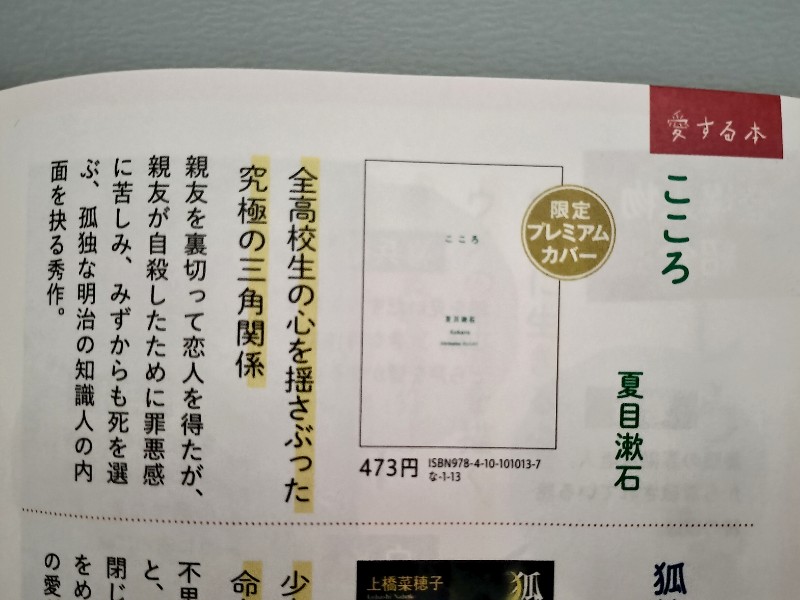 愛する本
こころ
夏目漱石
限定
プレミアム
カバー
こころ
夏目漱石
473円
ISBN978-4-10-101013-7
な-1-13
全高校生の心を揺さぶった
究極の三角関係
親友を裏切って恋人を得たが、
親友が自殺したために罪悪感
に苦しみ、みずからも死を選
ぶ、孤独な明治の知識人の内
面を抉る秀作。
狐
上橋菜穂子
狐
少
命
不思
と、
閉じ
をめ
の愛